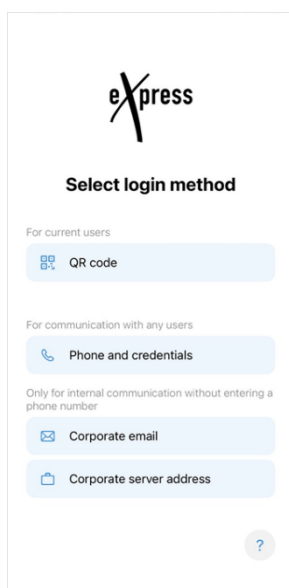 eXpress
Select login method
For current users
QR code
For communication with any users
Phone and credentials
Only for internal communication without entering a
phone number
Corporate email
Corporate server address
?